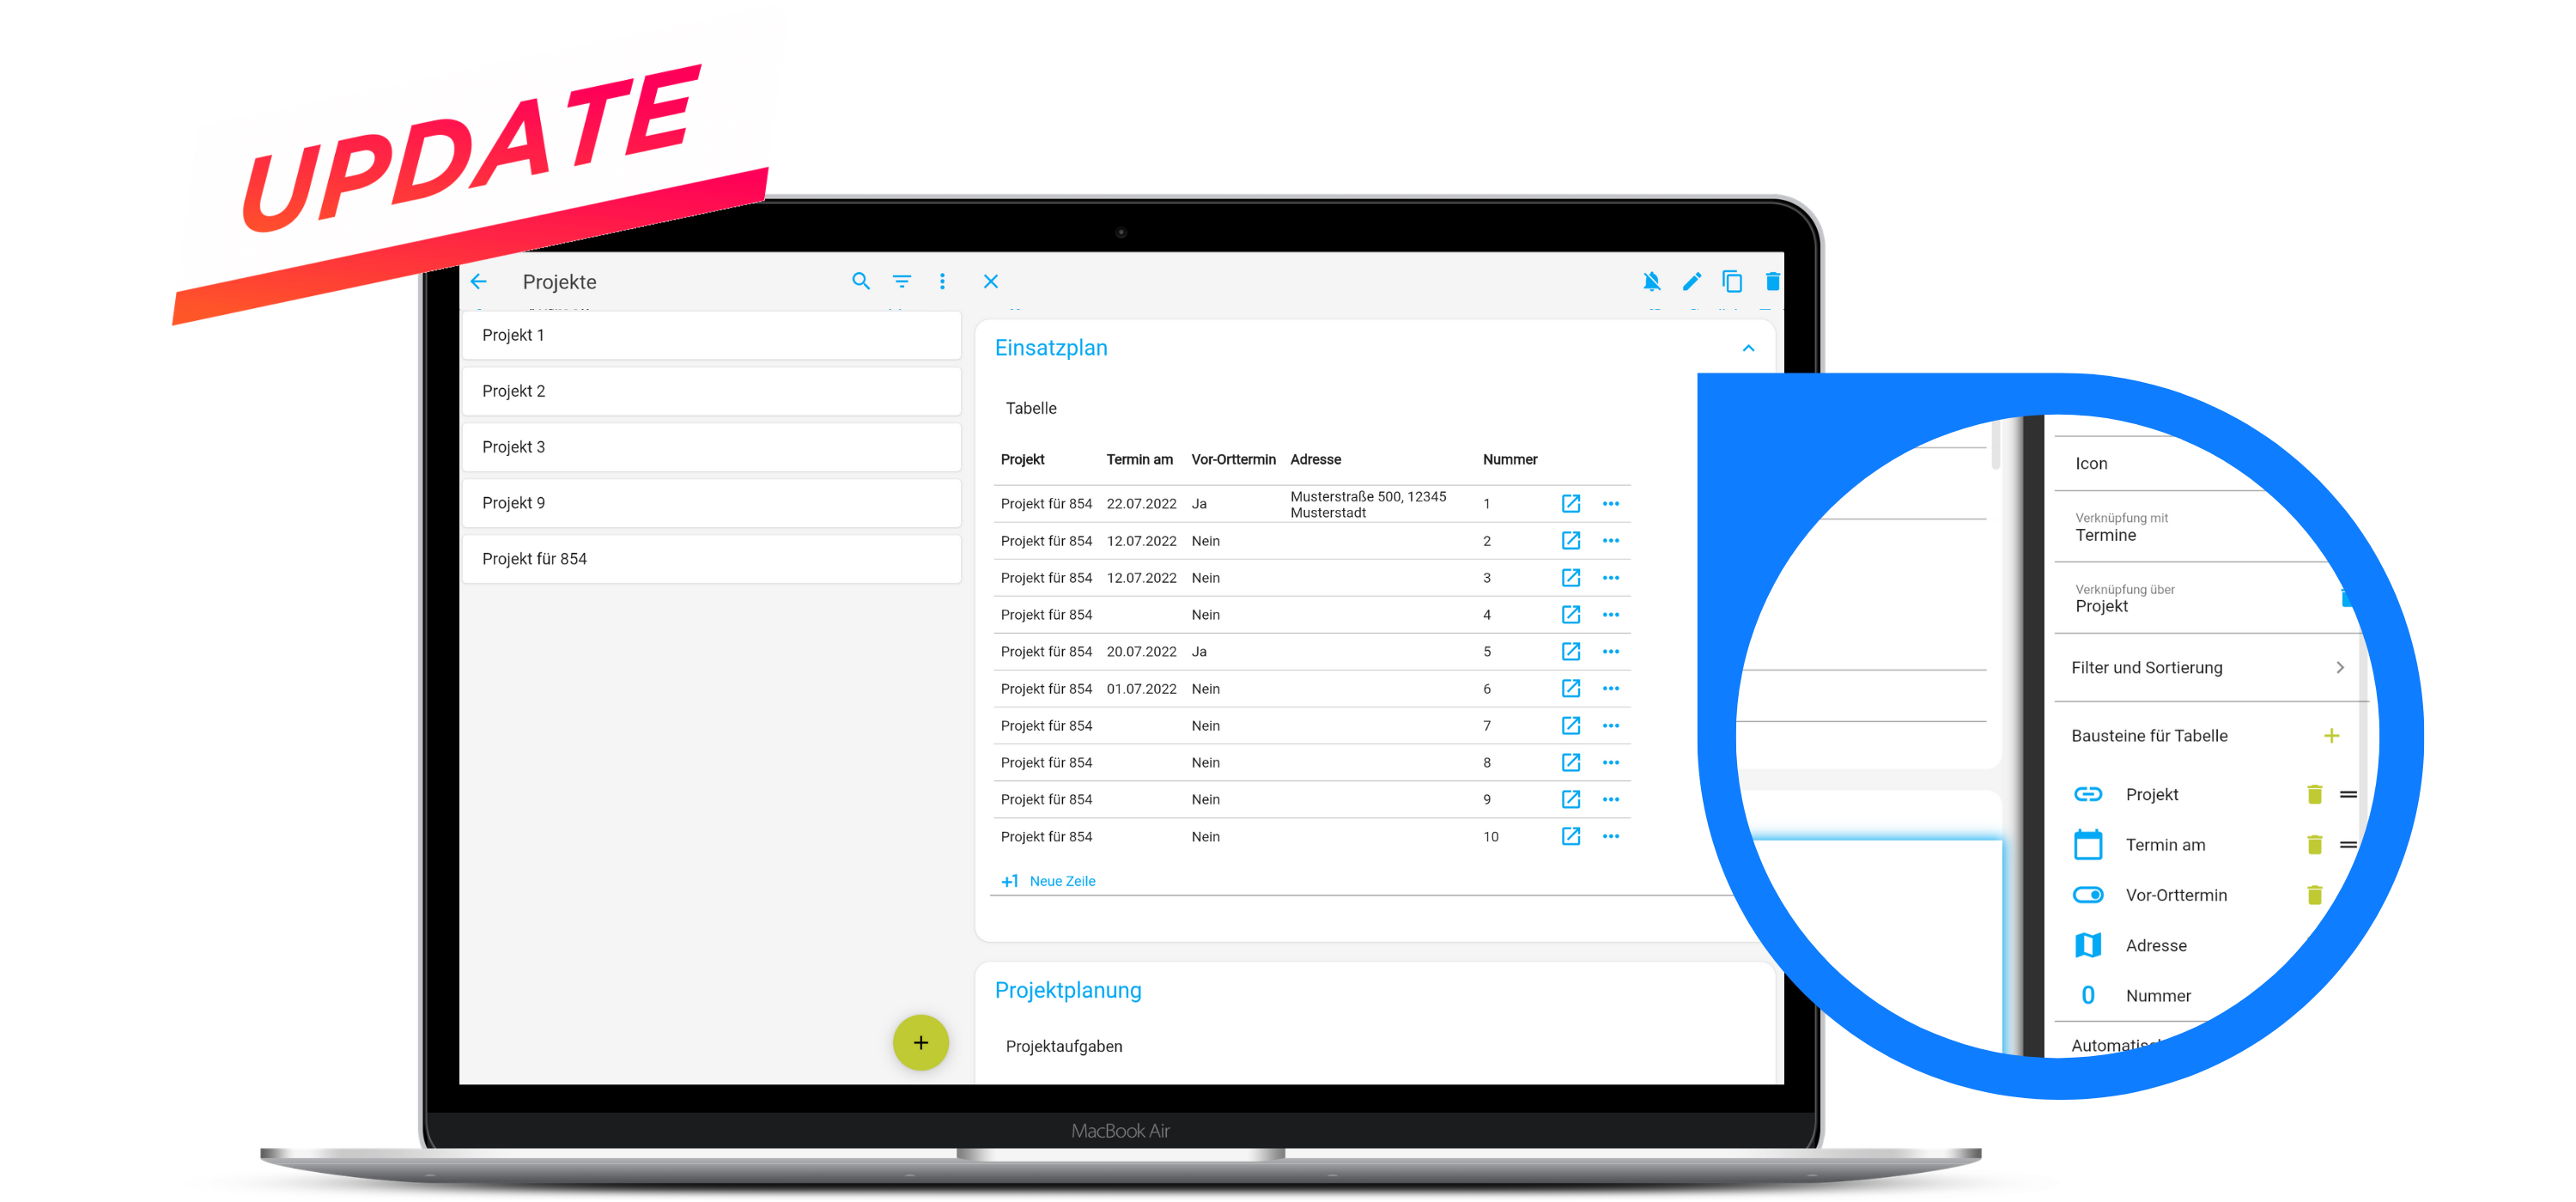 UPDATE
Projekte
Projekt 1
Projekt 2
Projekt 3
Projekt 9
Projekt für 854
Einsatzplan
Tabelle
Projekt Termin am Vor-Orttermin Adresse Nummer
Projekt für 854 22.07.2022 Ja Musterstraße 500, 12345 Musterstadt 1
Projekt für 854 12.07.2022 Nein 2
Projekt für 854 12.07.2022 Nein 3
Projekt für 854 Nein 4
Projekt für 854 20.07.2022 Ja 5
Projekt für 854 01.07.2022 Nein 6
Projekt für 854 Nein 7
Projekt für 854 Nein 8
Projekt für 854 Nein 9
Projekt für 854 Nein 10
+1 Neue Zeile
Projektplanung
Projektaufgaben
MacBook Air
Icon
Verknüpfung mit
Termine
Verknüpfung über
Projekt
Filter und Sortierung
Bausteine für Tabelle
Projekt
Termin am
Vor-Orttermin
Adresse
0 Nummer